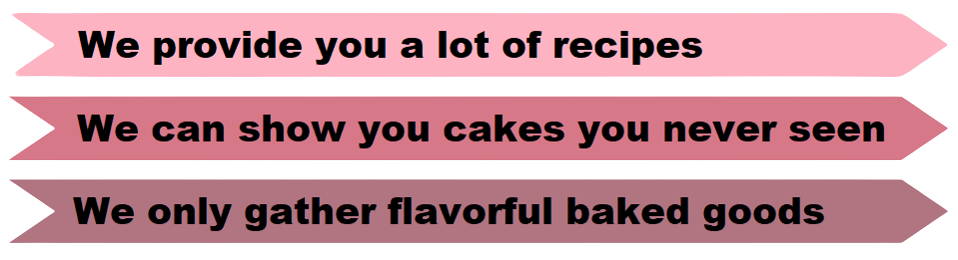 We provide you a lot of recipes
We can show you cakes you never seen
We only gather flavorful baked goods